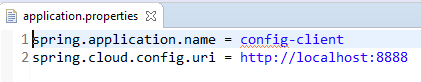 application.properties
1 spring.application.name = config-client
2 spring.cloud.config.uri = http://localhost:8888